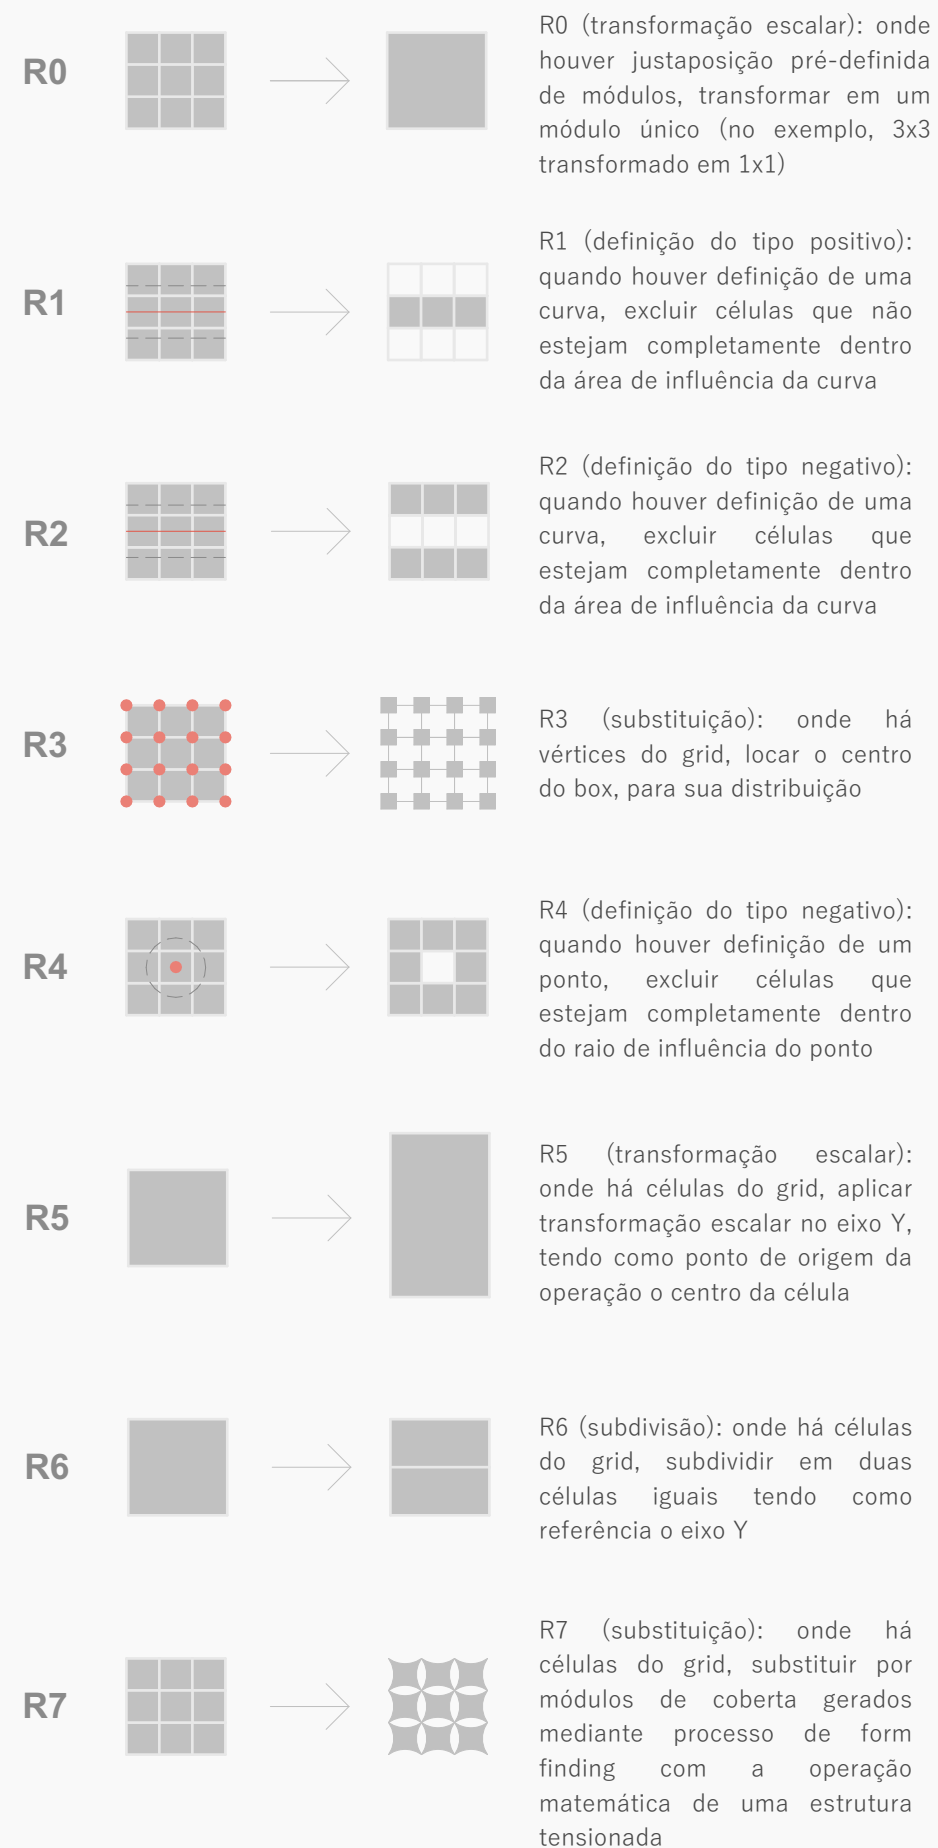 R0
R0 (transformação escalar): onde
houver justaposição pré-definida
de módulos, transformar em um
módulo único (no exemplo, 3x3
transformado em 1x1)
R1
R1 (definição do tipo positivo):
quando houver definição de uma
curva, excluir células que não
estejam completamente dentro
da área de influência da curva
R2
R2 (definição do tipo negativo):
quando houver definição de uma
curva, excluir células que
estejam completamente dentro
da área de influência da curva
R3
R3 (substituição): onde há
vértices do grid, locar o centro
do box, para sua distribuição
R4
R4 (definição do tipo negativo):
quando houver definição de um
ponto, excluir células que
estejam completamente dentro
do raio de influência do ponto
R5
R5 (transformação escalar):
onde há células do grid, aplicar
transformação escalar no eixo Y,
tendo como ponto de origem da
operação o centro da célula
R6
R6 (subdivisão): onde há células
do grid, subdividir em duas
células iguais tendo como
referência o eixo Y
R7
R7 (substituição): onde há
células do grid, substituir por
módulos de coberta gerados
mediante processo de form
finding com a operação
matemática de uma estrutura
tensionada